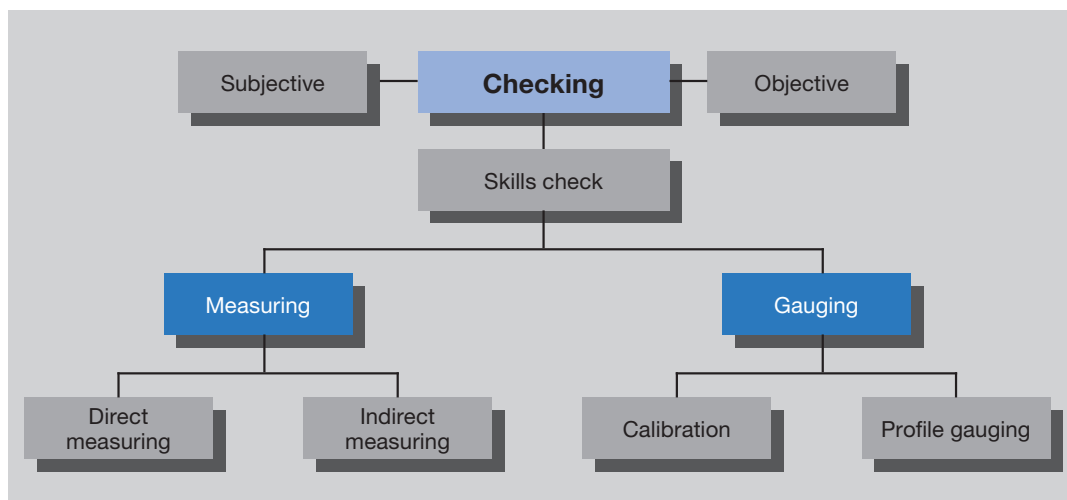 Subjective
Checking
Objective
Skills check
Measuring
Gauging
Direct
measuring
Indirect
measuring
Calibration
Profile gauging